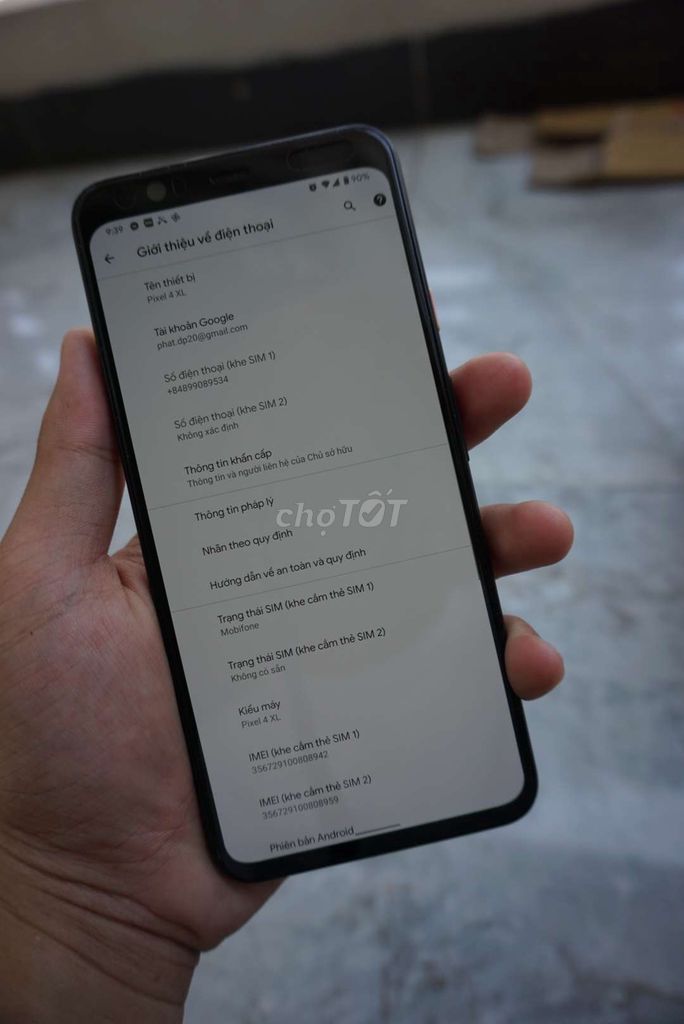 9:39
90%
Giới thiệu về điện thoại
Tên thiết bị
Pixel 4 XL
Tài khoản Google
phat.dp20@gmail.com
Số điện thoại (khe SIM 1)
+84899089534
Số điện thoại (khe SIM 2)
Không xác định
Thông tin khẩn cấp
Thông tin và người liên hệ của Chủ sở hữu
Thông tin pháp lý
chợTỐT
Nhãn theo quy định
Hướng dẫn về an toàn và quy định
Trạng thái SIM (khe cắm thẻ SIM 1)
Mobifone
Trạng thái SIM (khe cắm thẻ SIM 2)
Không có sẵn
Kiểu máy
Pixel 4 XL
IMEI (khe cắm thẻ SIM 1)
356729100808942
IMEI (khe cắm thẻ SIM 2)
356729100808959
Phiên bản Android